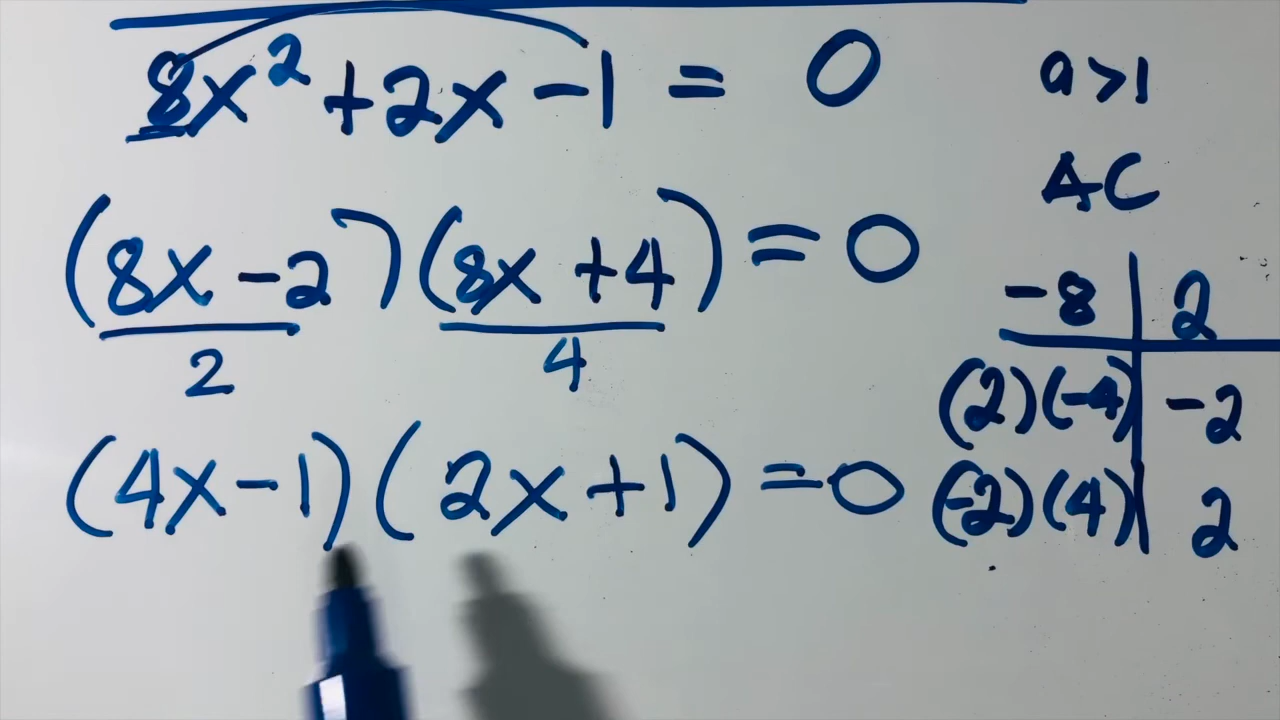 8x² + 2x - 1 = 0
(8x - 2)(8x + 4) = 0
2 4
(4x - 1)(2x + 1) = 0
a > 1
AC
-8 | 2
(2)(-4) | -2
(-2)(4) | 2